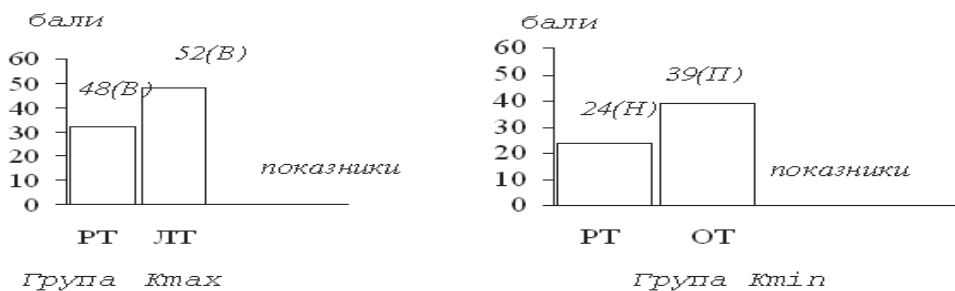 бали
60
50
40
30
20
10
0
52(В)
48(В)
показники
РТ ЛТ
Група Kmax
бали
60
50
40
30
20
10
0
39(П)
24(Н)
показники
РТ ОТ
Група Kmin